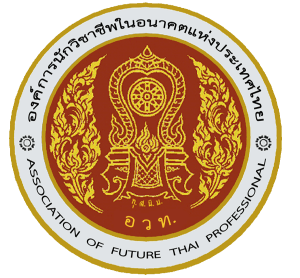 องค์การนักวิชาชีพในอนาคตแห่งประเทศไทย
อ ว ท.
ASSOCIATION OF FUTURE THAI PROFESSIONAL